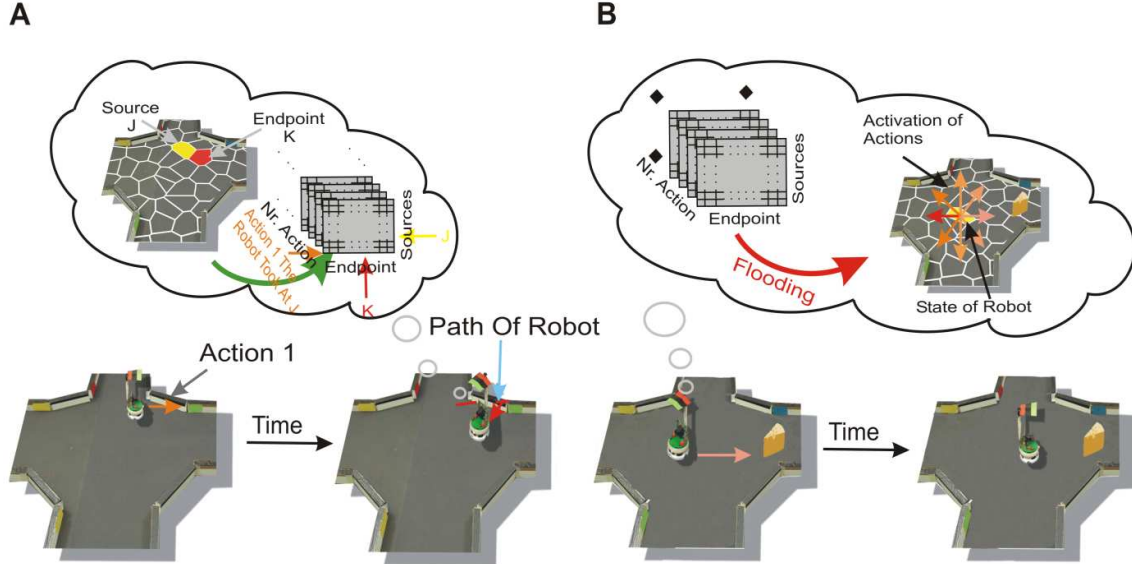 A
Source
J
Endpoint
K
Nr. Action
Action 1 The
Robot Took At J
Endpoint
Sources
J
K
Action 1
Time
Path Of Robot
B
Nr. Action
Endpoint
Sources
Flooding
Activation of
Actions
State of Robot
Time